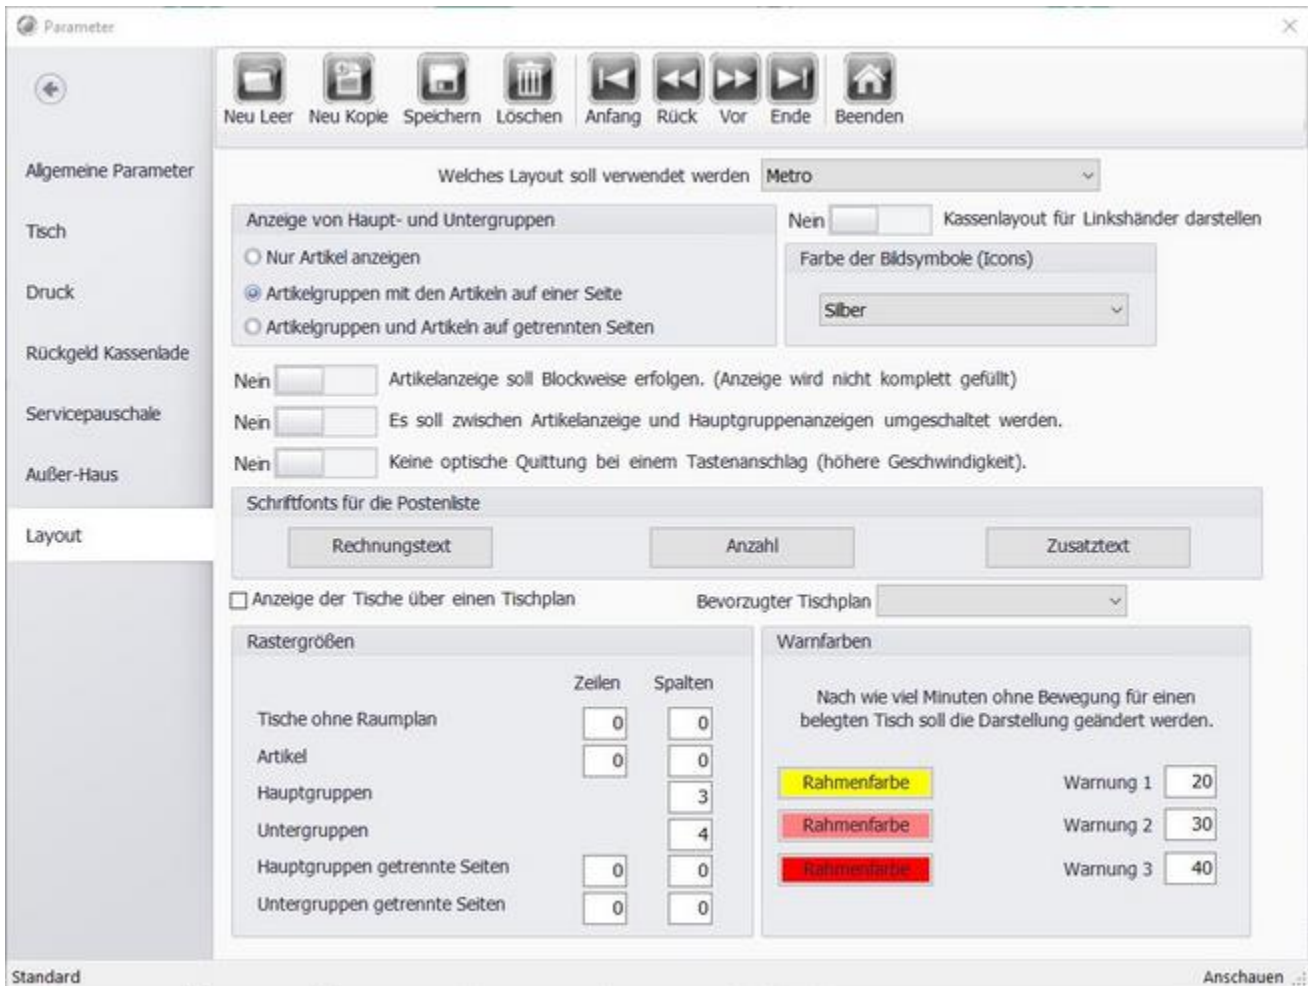 Parameter
Neu Leer Neu Kopie Speichern Löschen Anfang Rück Vor Ende Beenden
Allgemeine Parameter
Tisch
Druck
Rückgeld Kassenlade
Servicepauschale
Außer-Haus
Layout
Welches Layout soll verwendet werden Metro
Anzeige von Haupt- und Untergruppen
Nur Artikel anzeigen
Artikelgruppen mit den Artikeln auf einer Seite
Artikelgruppen und Artikeln auf getrennten Seiten
Nein Kassenlayout für Linkshänder darstellen
Farbe der Bildsymbole (Icons)
Silber
Nein Artikelanzeige soll Blockweise erfolgen. (Anzeige wird nicht komplett gefüllt)
Nein Es soll zwischen Artikelanzeige und Hauptgruppenanzeigen umgeschaltet werden.
Nein Keine optische Quittung bei einem Tastenanschlag (höhere Geschwindigkeit).
Schriftfonts für die Postenliste
Rechnungstext Anzahl Zusatztext
Anzeige der Tische über einen Tischplan Bevorzugter Tischplan
Rastergrößen
Zeilen Spalten
Tische ohne Raumplan 0 0
Artikel 0 0
Hauptgruppen 3
Untergruppen 4
Hauptgruppen getrennte Seiten 0 0
Untergruppen getrennte Seiten 0 0
Warnfarben
Nach wie viel Minuten ohne Bewegung für einen
belegten Tisch soll die Darstellung geändert werden.
Rahmenfarbe Warnung 1 20
Rahmenfarbe Warnung 2 30
Rahmenfarbe Warnung 3 40
Standard Anschauen